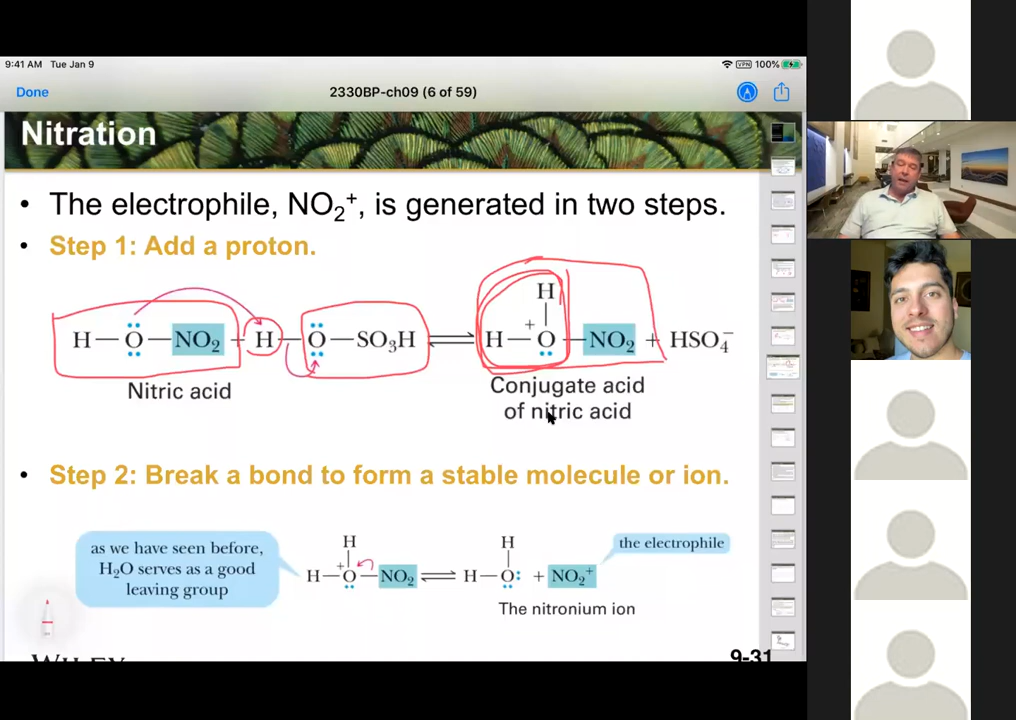 9:41 AM Tue Jan 9
VPN 100%
Done
2330BP-ch09 (6 of 59)
Nitration
• The electrophile, NO₂⁺, is generated in two steps.
• Step 1: Add a proton.
H
H—O—NO₂ + H—O—SO₃H ⇌ H—O—NO₂ + HSO₄⁻
+
Nitric acid
Conjugate acid
of nitric acid
• Step 2: Break a bond to form a stable molecule or ion.
as we have seen before,
H₂O serves as a good
leaving group
H
H
the electrophile
+
H—O—NO₂ ⇌ H—O: + NO₂⁺
The nitronium ion
9-31